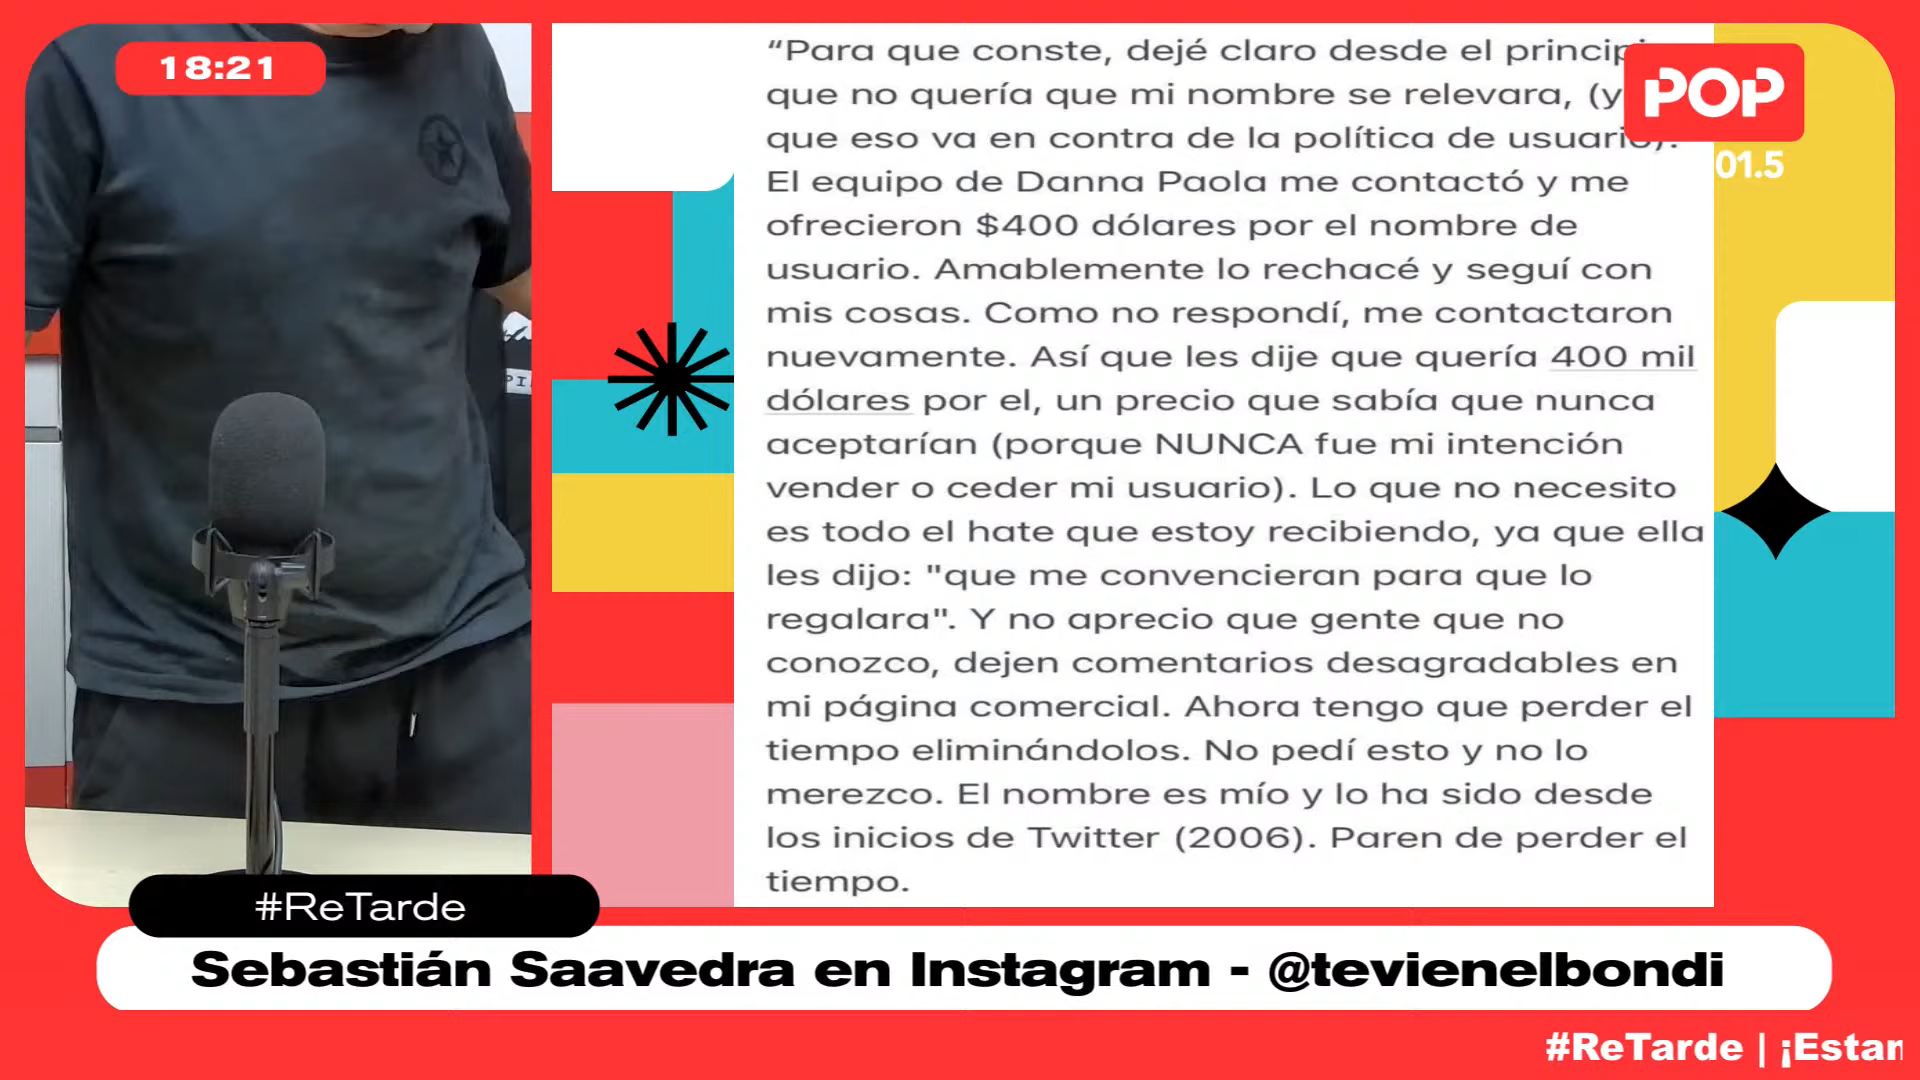 18:21
“Para que conste, dejé claro desde el
que no quería que mi nombre se relevara, (y
que eso va en contra de la política de usuario).
El equipo de Danna Paola me contactó y me
ofrecieron $400 dólares por el nombre de
usuario. Amablemente lo rechacé y seguí con
mis cosas. Como no respondí, me contactaron
nuevamente. Así que les dije que quería 400 mil
dólares por el, un precio que sabía que nunca
aceptarían (porque NUNCA fue mi intención
vender o ceder mi usuario). Lo que no necesito
es todo el hate que estoy recibiendo, ya que ella
les dijo: "que me convencieran para que lo
regalara". Y no aprecio que gente que no
conozco, dejen comentarios desagradables en
mi página comercial. Ahora tengo que perder el
tiempo eliminándolos. No pedí esto y no lo
merezco. El nombre es mío y lo ha sido desde
los inicios de Twitter (2006). Paren de perder el
tiempo.
POP
01.5
#ReTarde
Sebastián Saavedra en Instagram - @tevienelbondi
#ReTarde | ¡Estan